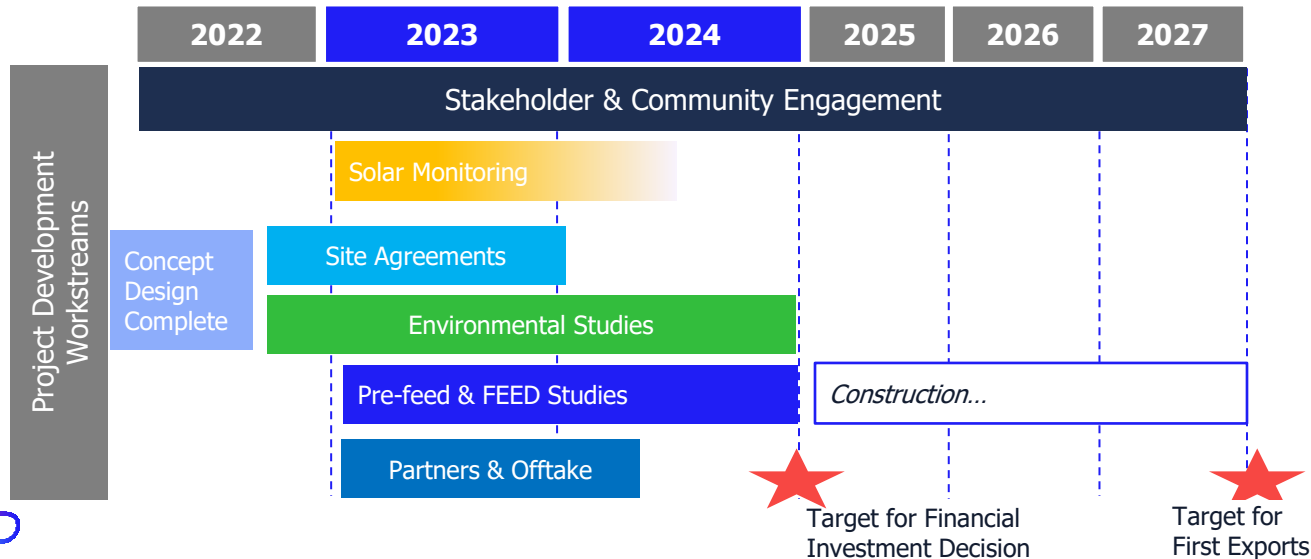 2022
2023
2024
2025
2026
2027
Stakeholder & Community Engagement
Project Development
Workstreams
Solar Monitoring
Concept
Design
Complete
Site Agreements
Environmental Studies
Pre-feed & FEED Studies
Construction...
Partners & Offtake
Target for Financial
Investment Decision
Target for
First Exports